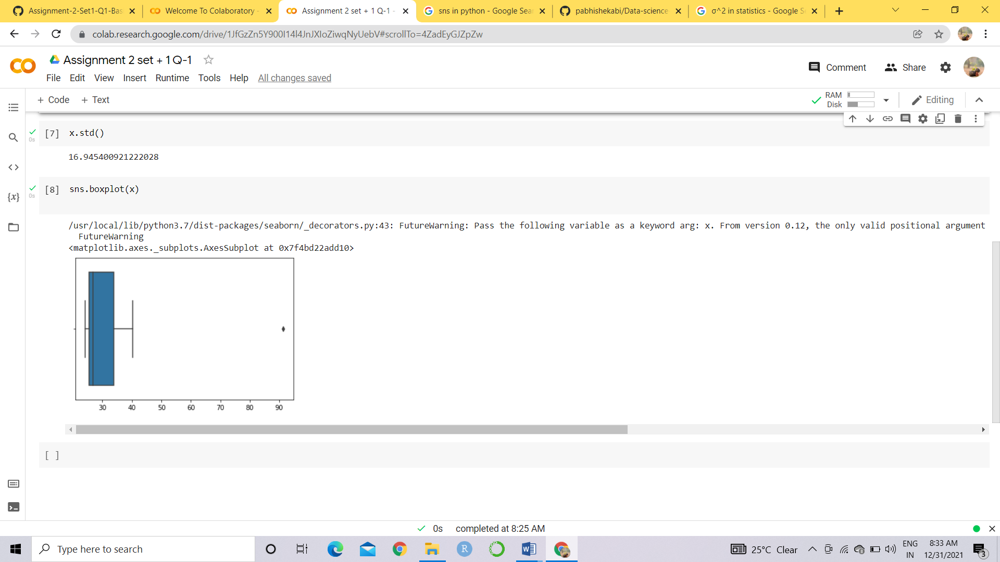 Assignment-2-Set1-Q1-Bas
Welcome To Colaboratory -
Assignment 2 set + 1 Q-1 -
sns in python - Google Sea
pabhishekabi/Data-science
σ^2 in statistics - Google S
colab.research.google.com/drive/1JfGzZn5Y900I14l4JnJXIoZiwqNyUebV#scrollTo=4ZadEyGJZpZw
Assignment 2 set + 1 Q-1
Comment
Share
File Edit View Insert Runtime Tools Help All changes saved
+ Code + Text
RAM
Disk
Editing
0s
[7] x.std()
16.945400921222028
0s
[8] sns.boxplot(x)
{x}
/usr/local/lib/python3.7/dist-packages/seaborn/_decorators.py:43: FutureWarning: Pass the following variable as a keyword arg: x. From version 0.12, the only valid positional argument
FutureWarning
<matplotlib.axes._subplots.AxesSubplot at 0x7f4bd22add10>
30 40 50 60 70 80 90
[ ]
0s completed at 8:25 AM
Type here to search
R
W
25°C Clear
ENG
IN
8:33 AM
12/31/2021
3